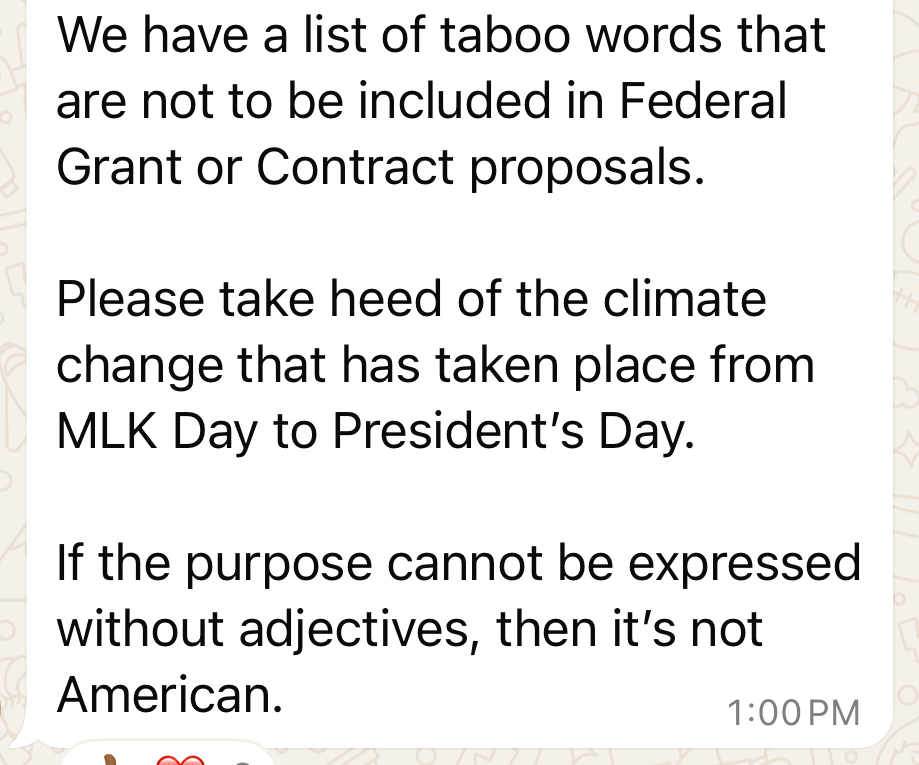 We have a list of taboo words that
are not to be included in Federal
Grant or Contract proposals.
Please take heed of the climate
change that has taken place from
MLK Day to President’s Day.
If the purpose cannot be expressed
without adjectives, then it’s not
American.
1:00 PM